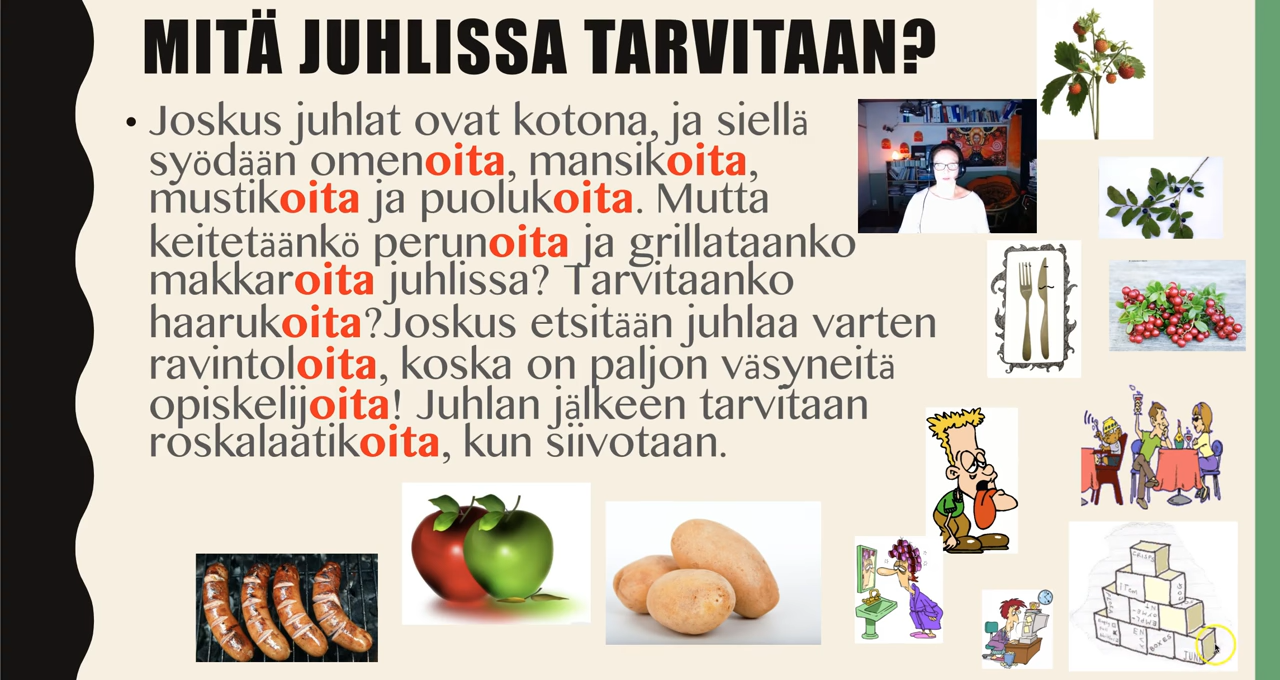 MITÄ JUHLISSA TARVITAAN?
• Joskus juhlat ovat kotona, ja siellä
syödään omenoita, mansikoita,
mustikoita ja puolukoita. Mutta
keitetäänkö perunoita ja grillataanko
makkaroita juhlissa? Tarvitaanko
haarukoita?Joskus etsitään juhlaa varten
ravintoloita, koska on paljon väsyneitä
opiskelijoita! Juhlan jälkeen tarvitaan
roskalaatikoita, kun siivotaan.
BOXES
JUNK